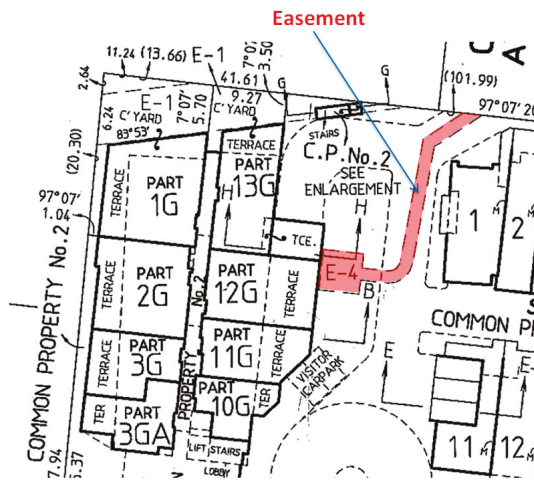 Easement
11.24 (13.66)
E-1
7°07'
3.50
41.61
G
G
(101.99)
97°07' 20
C
A
2.64
6.24
E-1
C'YARD
83°53'
7°07'
5.70
9.27
C'YARD
STAIRS
C.P. No.2
SEE
ENLARGEMENT
(20.30)
TERRACE
PART
1G
TERRACE
PART
13G
H
H
1
M
2
97°07'
1.04
TCE.
E-4
B
TERRACE
PART
2G
No.2
PART
12G
TERRACE
COMMON PROPERTY No.2
COMMON PR
TERRACE
PART
3G
PART
11G
TERRACE
VISITOR
CARPARK
E
F
TER
PART
3GA
PROPERTY
PART
10G
TER
LIFT
STAIRS
LOBBY
11
M
12
M
7.94
5.37
N